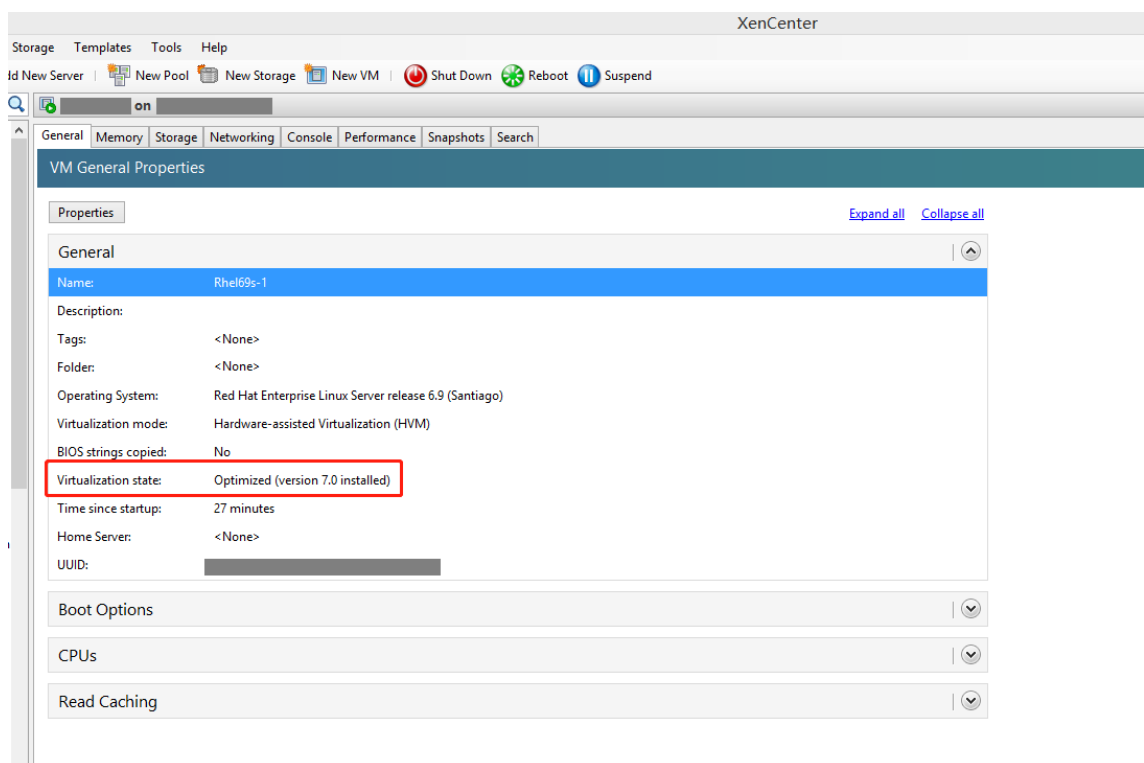 XenCenter
Storage Templates Tools Help
dd New Server New Pool New Storage New VM Shut Down Reboot Suspend
on
General Memory Storage Networking Console Performance Snapshots Search
VM General Properties
Properties Expand all Collapse all
General
Name: Rhel69s-1
Description:
Tags: <None>
Folder: <None>
Operating System: Red Hat Enterprise Linux Server release 6.9 (Santiago)
Virtualization mode: Hardware-assisted Virtualization (HVM)
BIOS strings copied: No
Virtualization state: Optimized (version 7.0 installed)
Time since startup: 27 minutes
Home Server: <None>
UUID:
Boot Options
CPUs
Read Caching